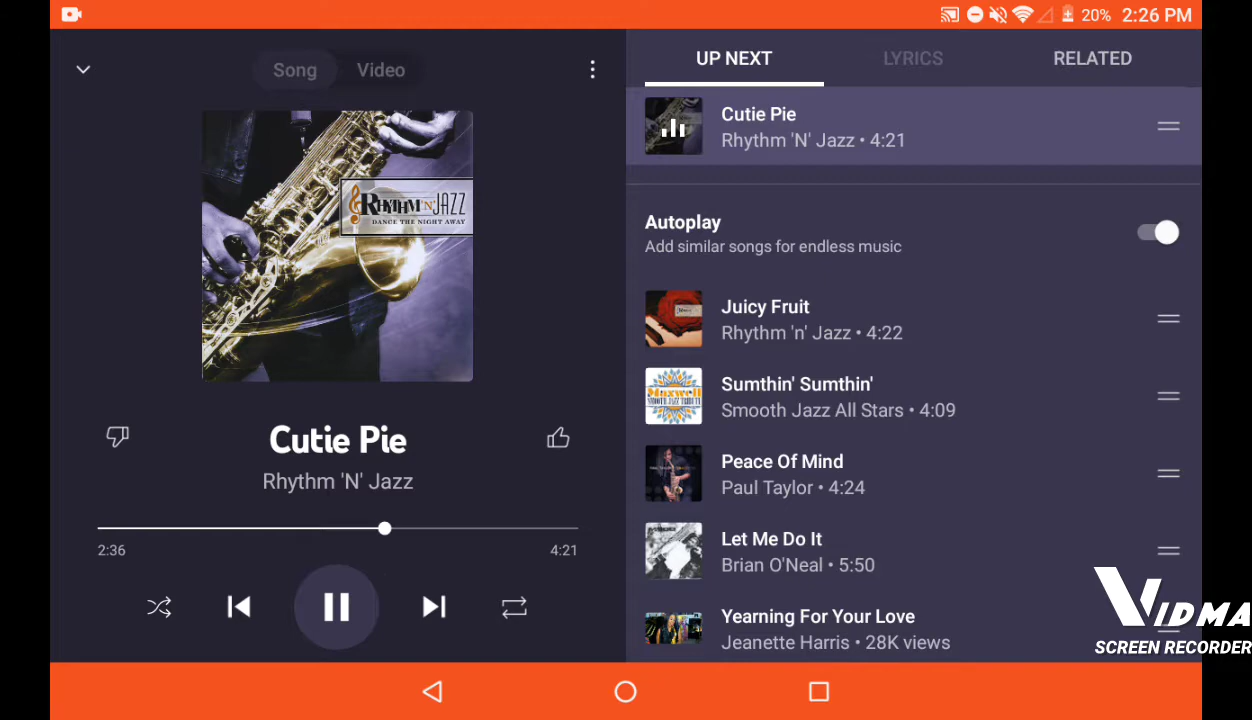 20% 2:26 PM
Song Video
RHYTHM'N'JAZZ
DANCE THE NIGHT AWAY
Cutie Pie
Rhythm 'N' Jazz
2:36
4:21
UP NEXT LYRICS RELATED
Cutie Pie
Rhythm 'N' Jazz • 4:21
Autoplay
Add similar songs for endless music
Juicy Fruit
Rhythm 'n' Jazz • 4:22
Maxwell
SMOOTH JAZZ TRIBUTE
Sumthin' Sumthin'
Smooth Jazz All Stars • 4:09
Peace Of Mind
Paul Taylor • 4:24
Let Me Do It
Brian O'Neal • 5:50
Yearning For Your Love
Jeanette Harris • 28K views
VIDMA
SCREEN RECORDER